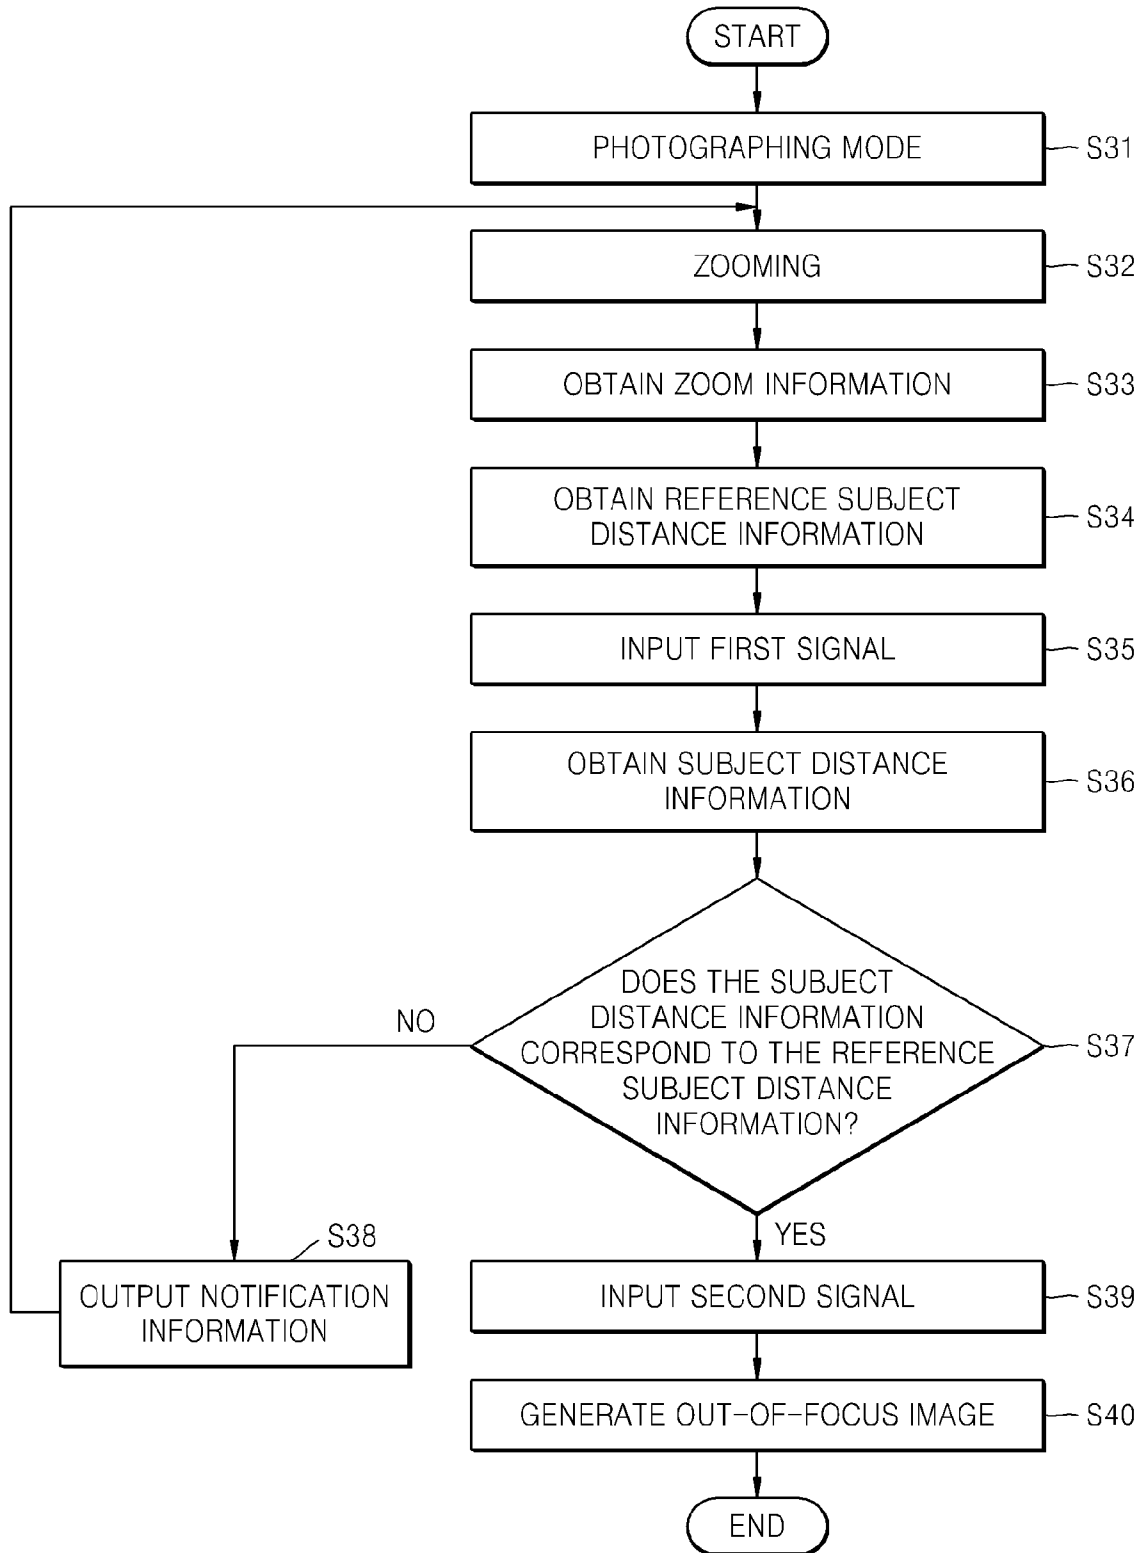 START
PHOTOGRAPHING MODE
S31
ZOOMING
S32
OBTAIN ZOOM INFORMATION
S33
OBTAIN REFERENCE SUBJECT
DISTANCE INFORMATION
S34
INPUT FIRST SIGNAL
S35
OBTAIN SUBJECT DISTANCE
INFORMATION
S36
DOES THE SUBJECT
DISTANCE INFORMATION
CORRESPOND TO THE REFERENCE
SUBJECT DISTANCE
INFORMATION?
S37
NO
YES
S38
OUTPUT NOTIFICATION
INFORMATION
INPUT SECOND SIGNAL
S39
GENERATE OUT-OF-FOCUS IMAGE
S40
END